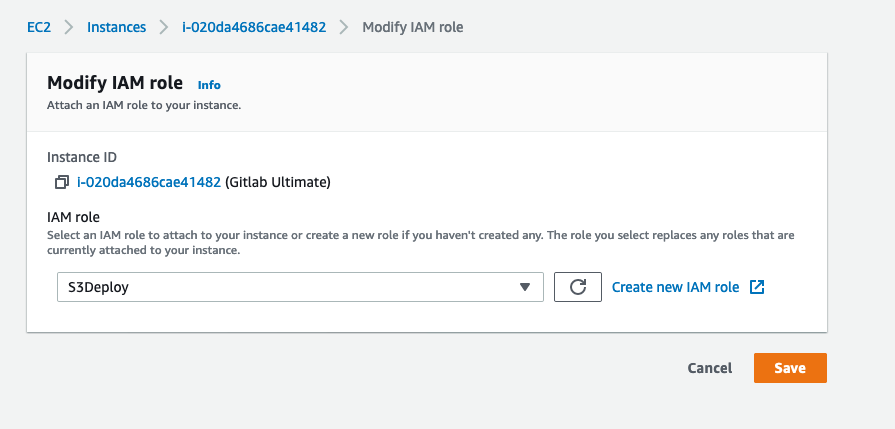 EC2 > Instances > i-020da4686cae41482 > Modify IAM role
Modify IAM role Info
Attach an IAM role to your instance.
Instance ID
i-020da4686cae41482 (Gitlab Ultimate)
IAM role
Select an IAM role to attach to your instance or create a new role if you haven't created any. The role you select replaces any roles that are
currently attached to your instance.
S3Deploy
Create new IAM role
Cancel Save